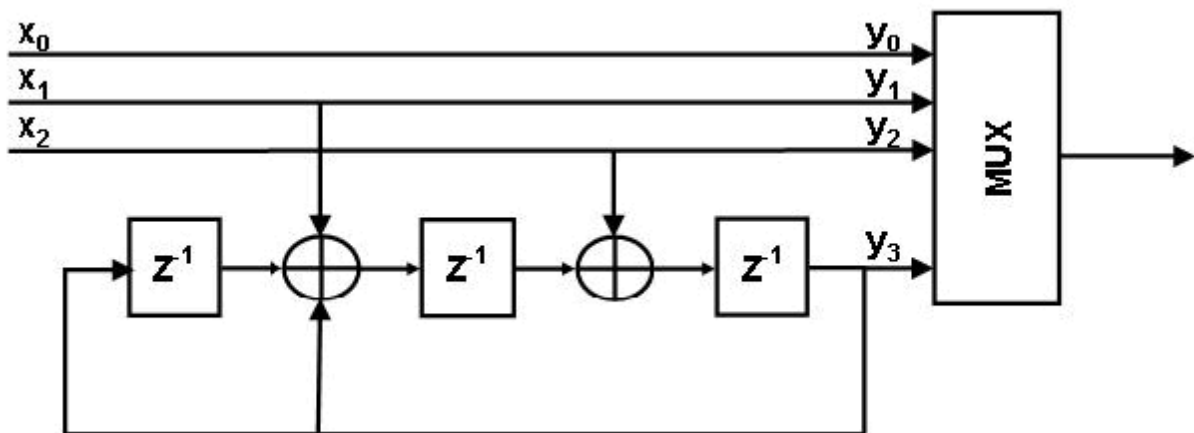 x₀ y₀
x₁ y₁
x₂ y₂
MUX
z⁻¹ z⁻¹ z⁻¹ y₃